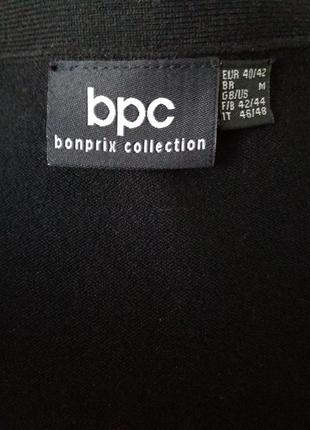 bpc
bonprix collection
EUR 40/42
BR M
GB/US
F/B 42/44
IT 46/48